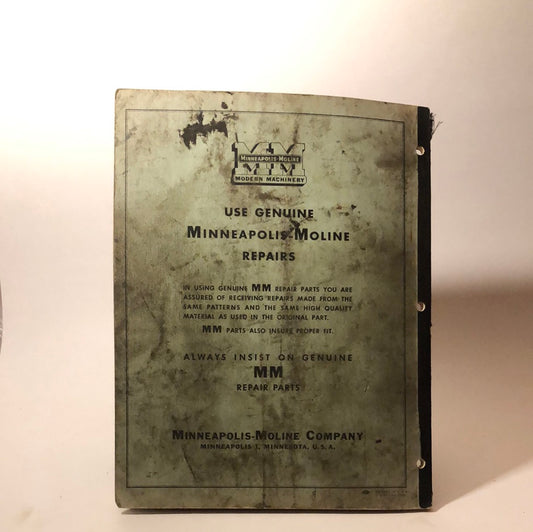 MM
MINNEAPOLIS-MOLINE
MODERN MACHINERY
USE GENUINE
MINNEAPOLIS-MOLINE
REPAIRS
IN USING GENUINE MM REPAIR PARTS YOU ARE
ASSURED OF RECEIVING REPAIRS MADE FROM THE
SAME PATTERNS AND THE SAME HIGH QUALITY
MATERIAL AS USED IN THE ORIGINAL PART.
MM PARTS ALSO INSURE PROPER FIT.
ALWAYS INSIST ON GENUINE
MM
REPAIR PARTS
MINNEAPOLIS-MOLINE COMPANY
MINNEAPOLIS 1, MINNESOTA, U.S.A.